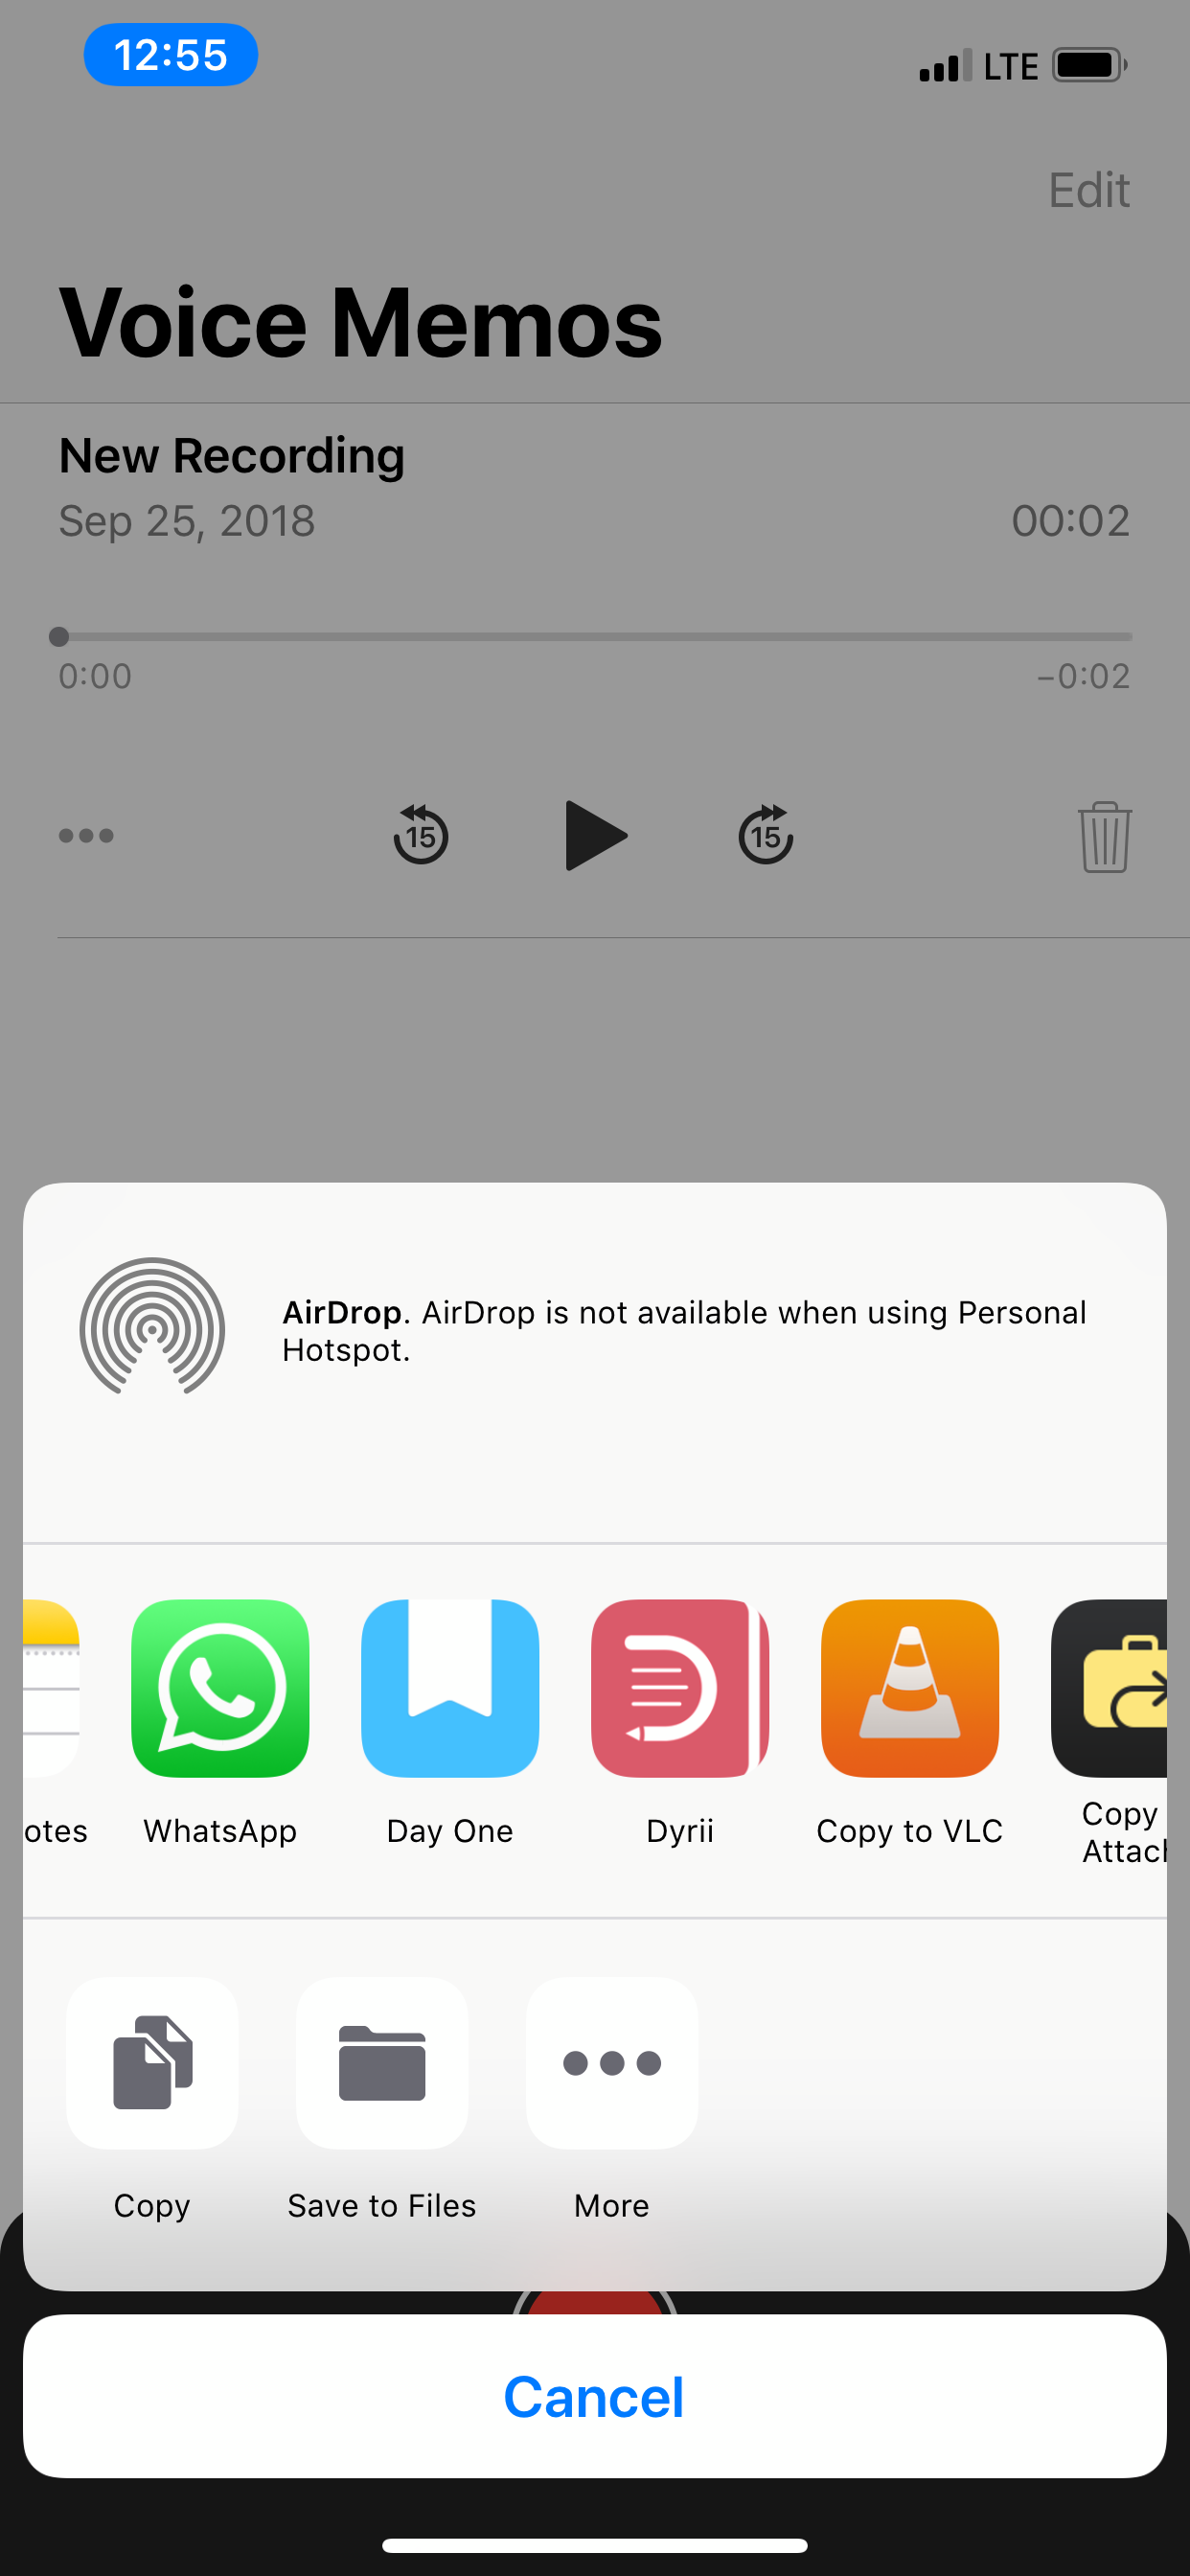 12:55
LTE
Edit
Voice Memos
New Recording
Sep 25, 2018
00:02
0:00
–0:02
15
15
AirDrop. AirDrop is not available when using Personal
Hotspot.
otes
WhatsApp
Day One
Dyrii
Copy to VLC
Copy
Attach
Copy
Save to Files
More
Cancel